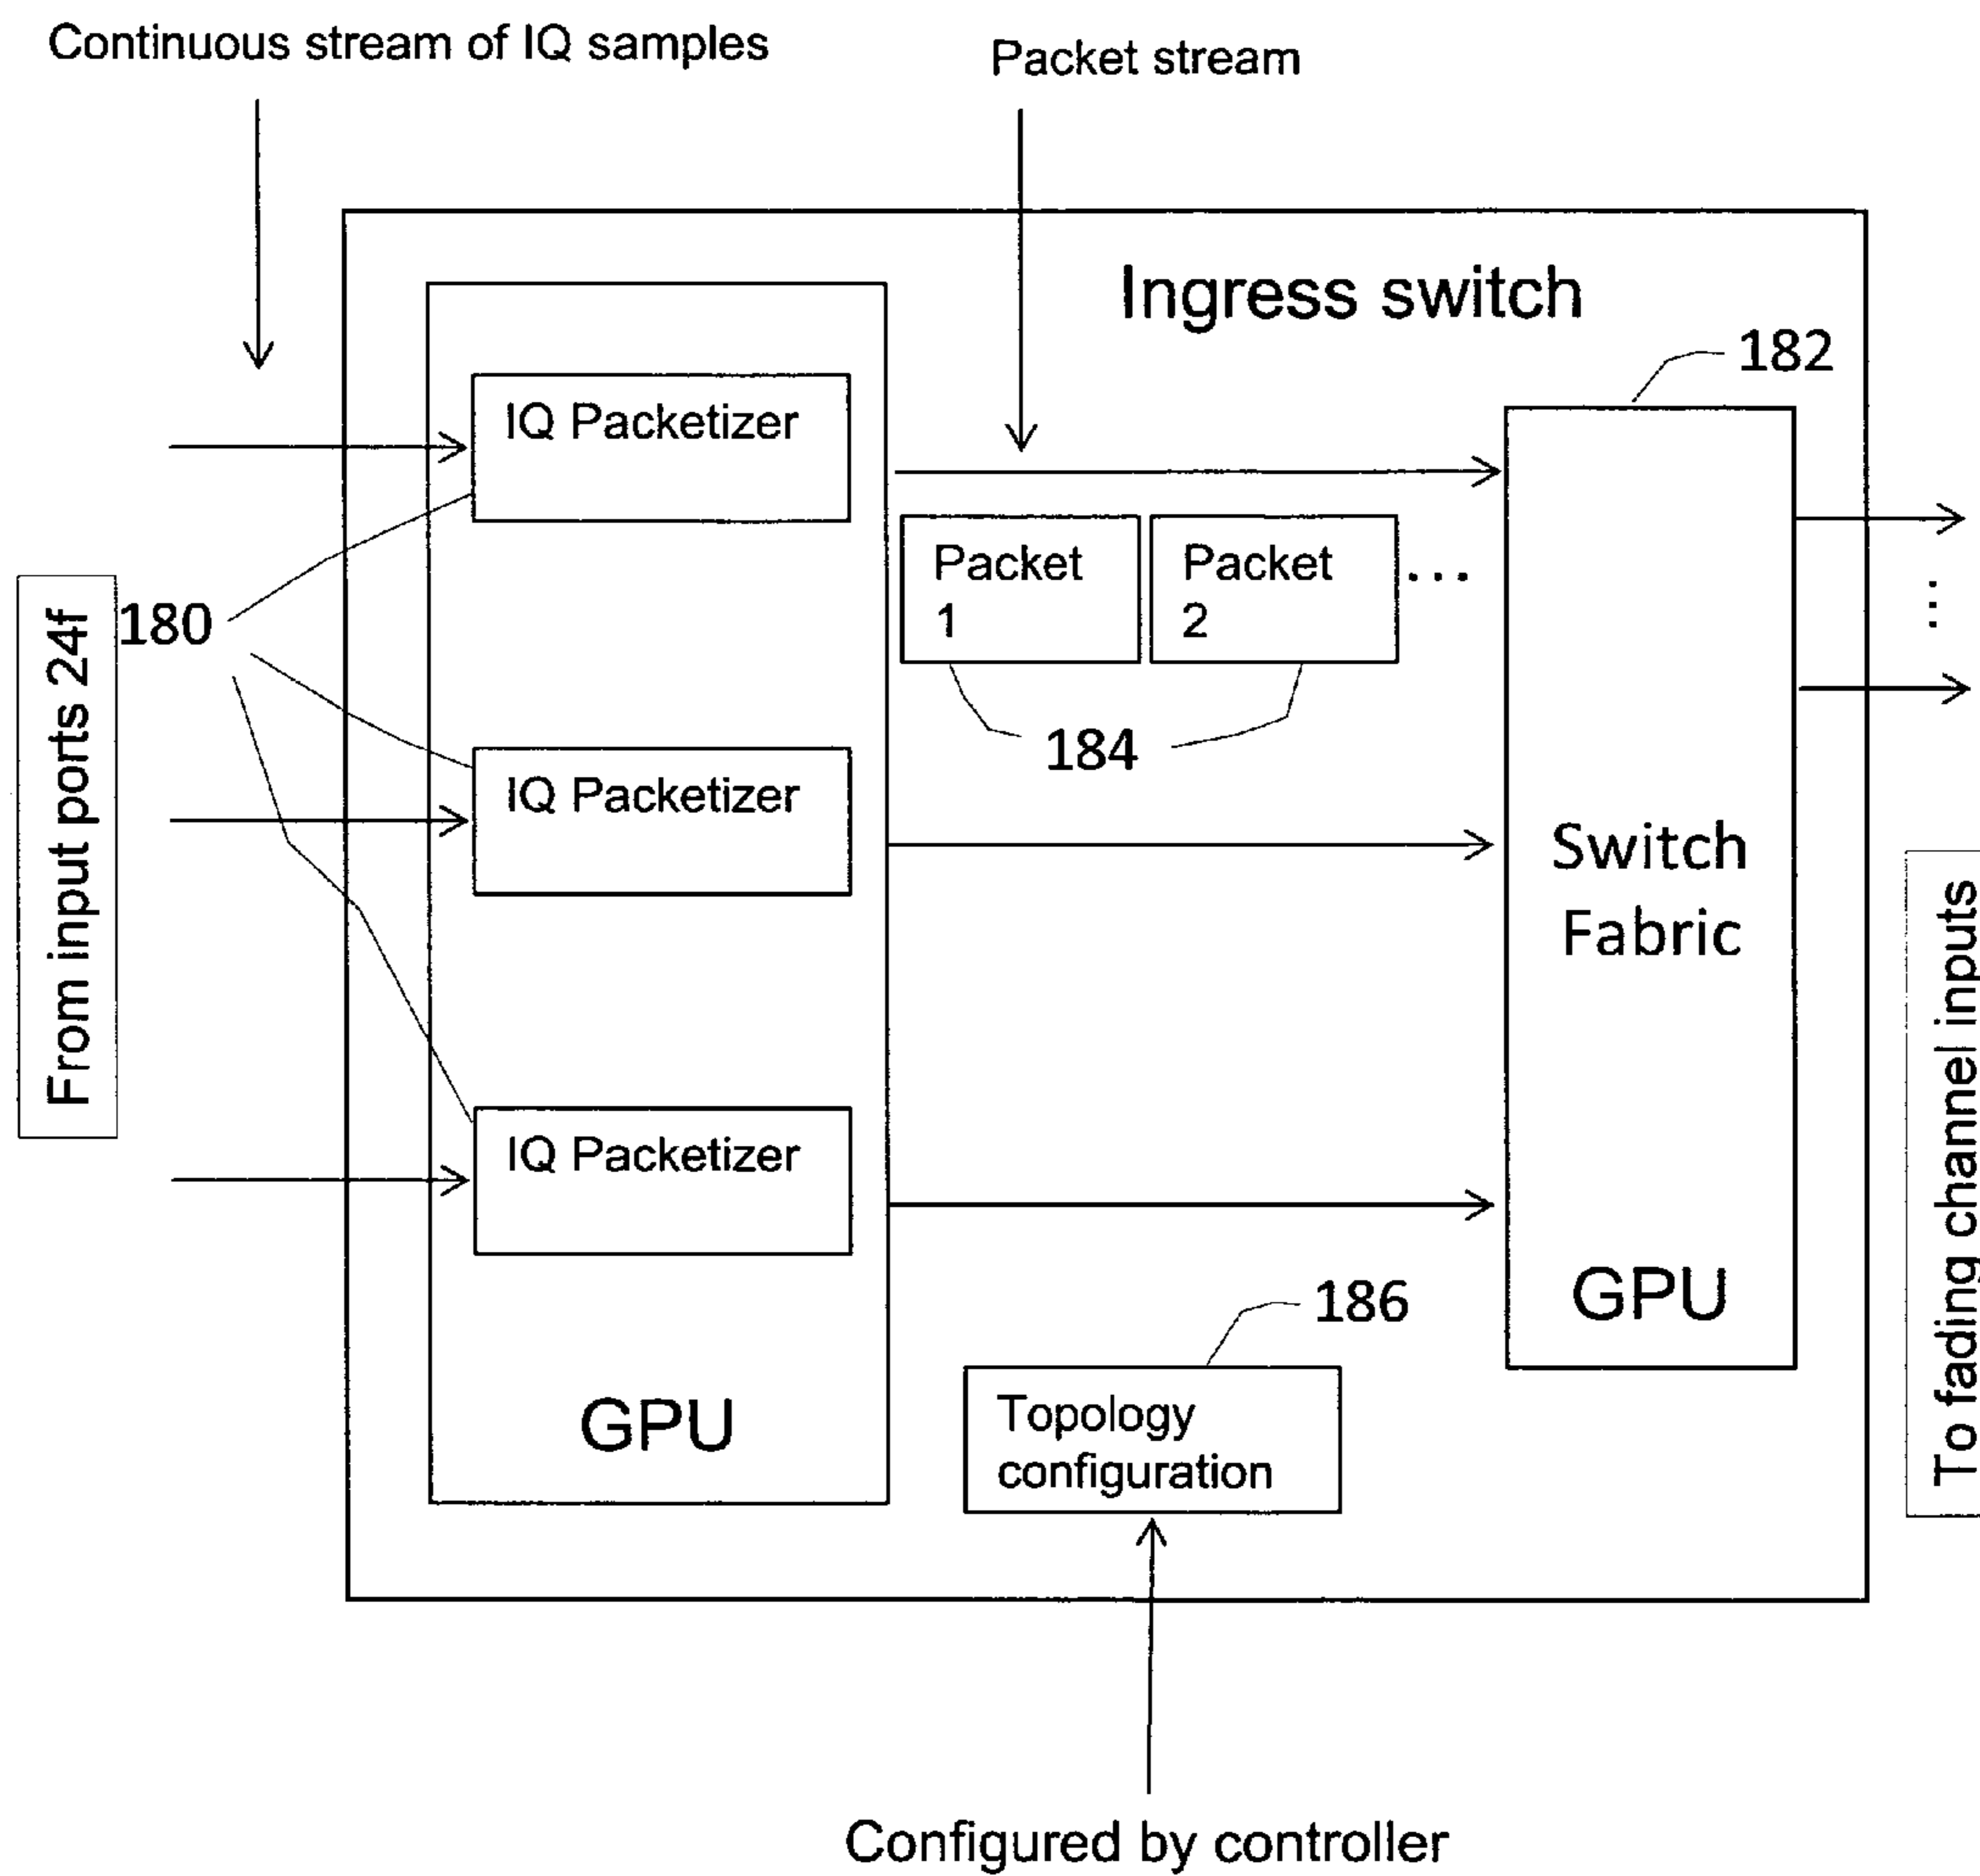 Continuous stream of IQ samples
Packet stream
Ingress switch
182
IQ Packetizer
Packet
1
Packet
2
...
...
180
From input ports 24f
184
IQ Packetizer
Switch
Fabric
To fading channel inputs
IQ Packetizer
GPU
186
GPU
Topology
configuration
Configured by controller